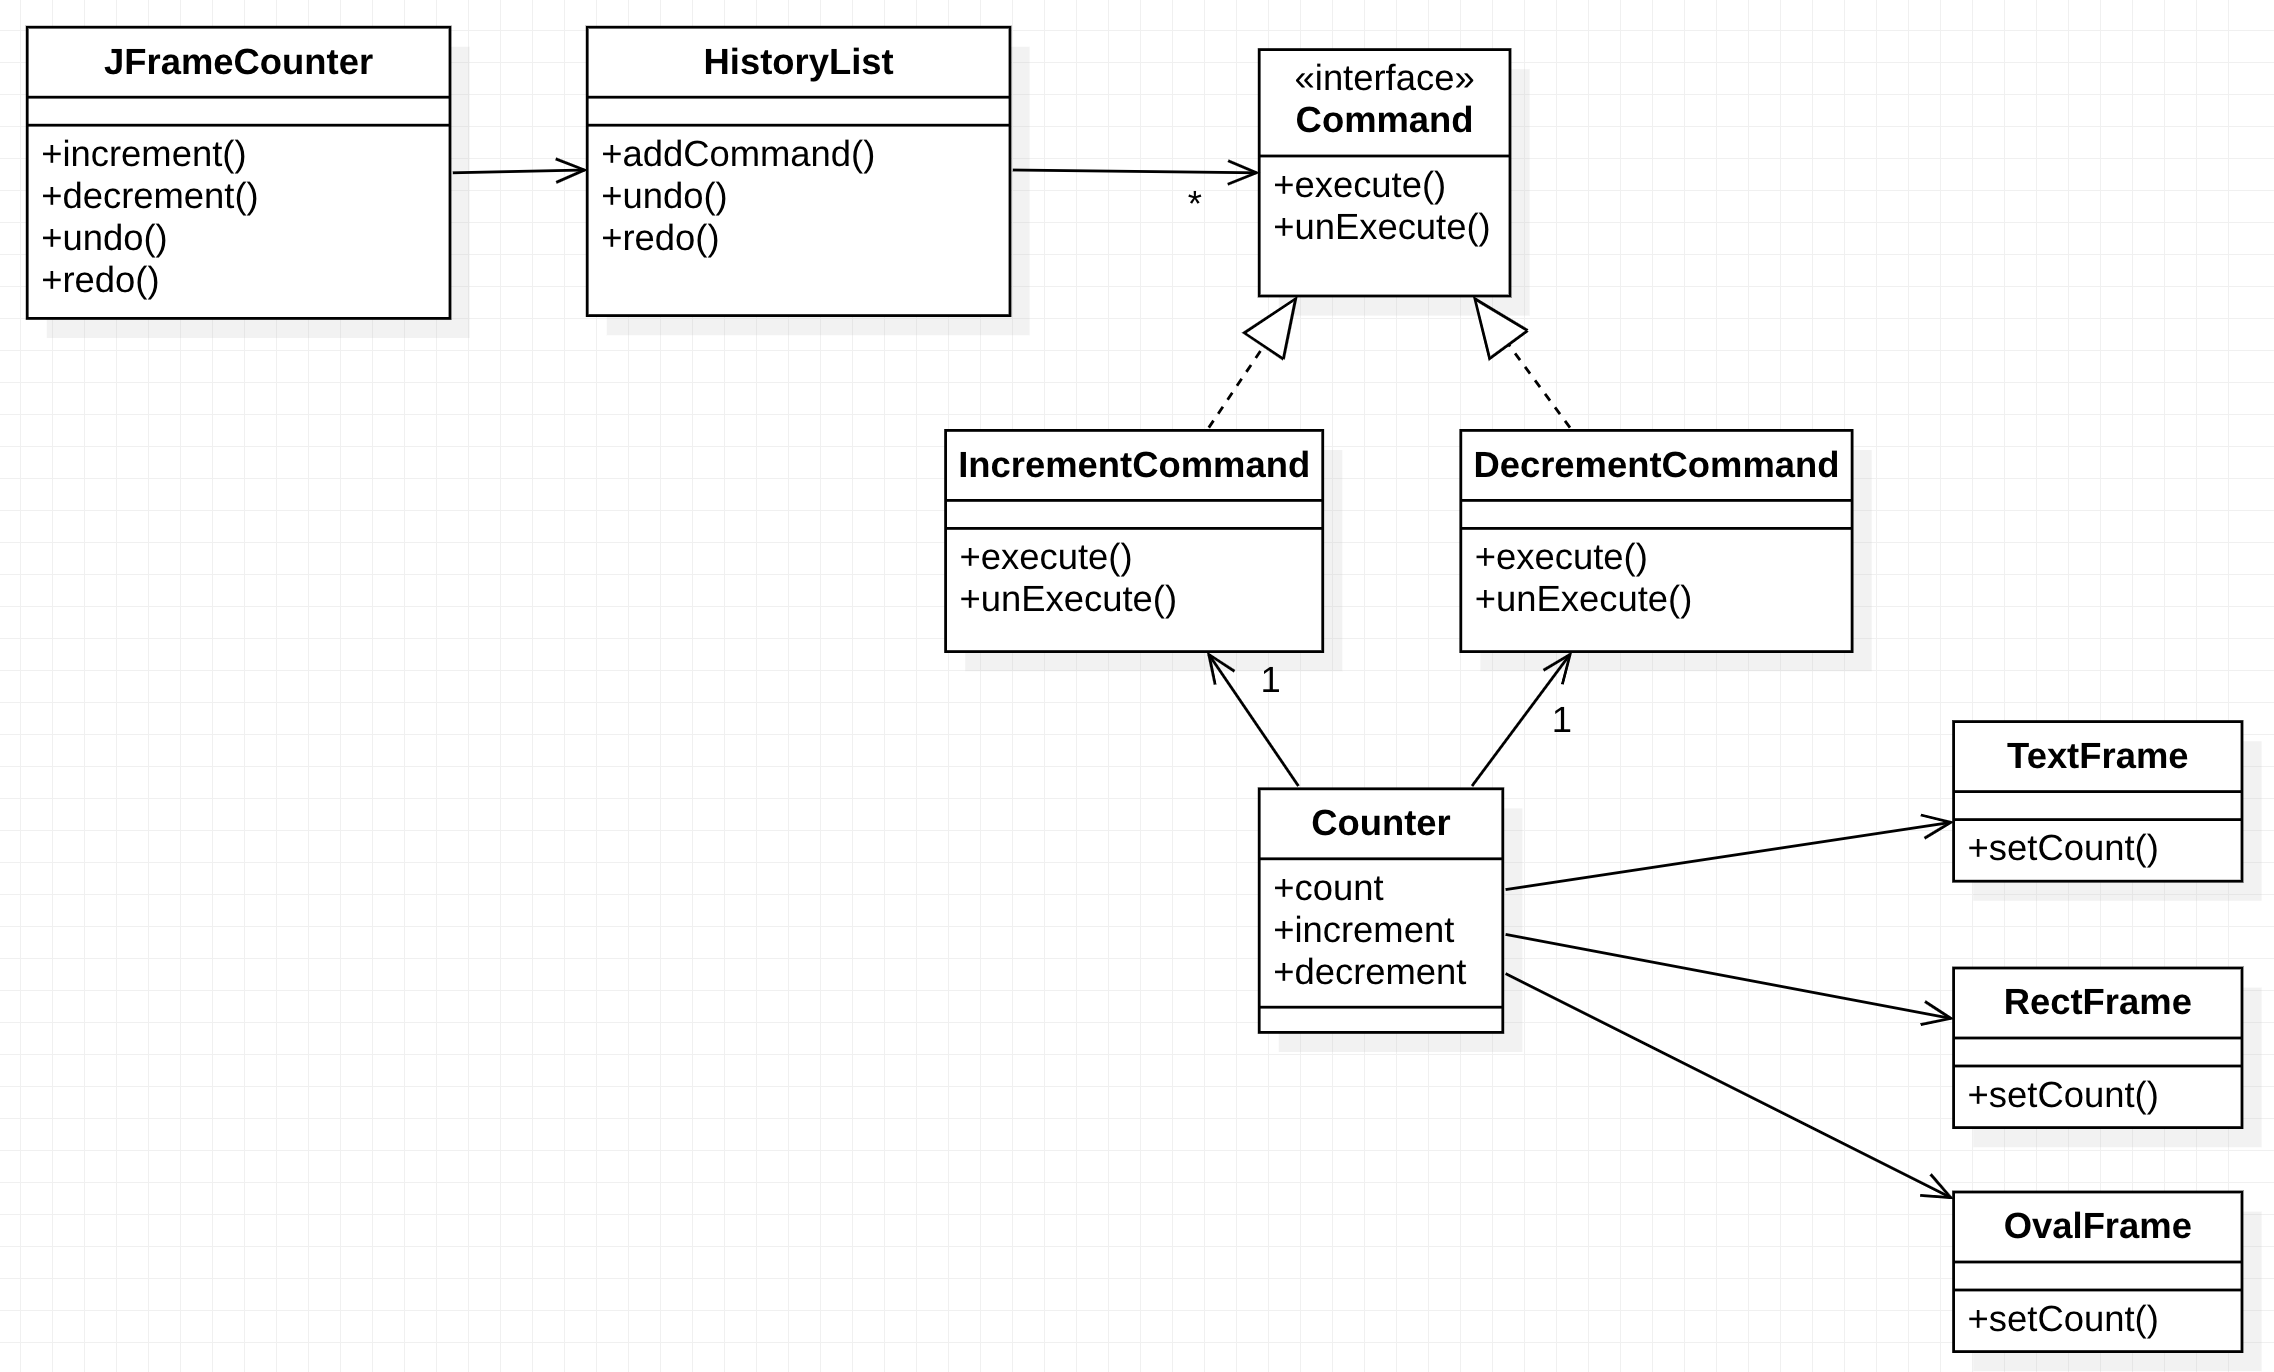 JFrameCounter
+increment()
+decrement()
+undo()
+redo()
HistoryList
+addCommand()
+undo()
+redo()
*
«interface»
Command
+execute()
+unExecute()
IncrementCommand
+execute()
+unExecute()
1
DecrementCommand
+execute()
+unExecute()
1
Counter
+count
+increment
+decrement
TextFrame
+setCount()
RectFrame
+setCount()
OvalFrame
+setCount()